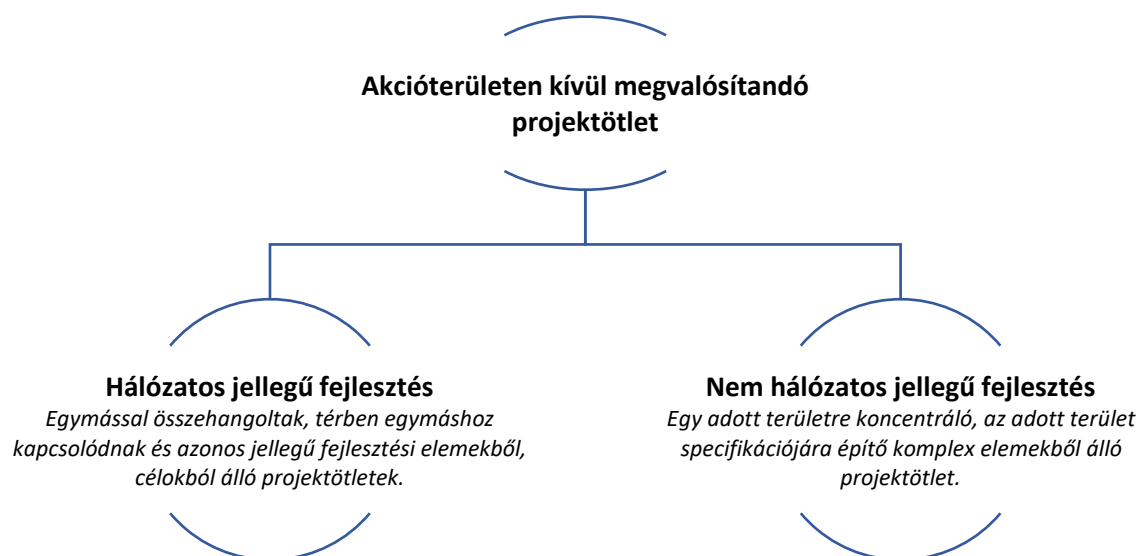 Akcióterületen kívül megvalósítandó
projektötlet
Hálózatos jellegű fejlesztés
Egymással összehangoltak, térben egymáshoz
kapcsolódnak és azonos jellegű fejlesztési elemekből,
célokból álló projektötletek.
Nem hálózatos jellegű fejlesztés
Egy adott területre koncentráló, az adott terület
specifikációjára építő komplex elemekből álló
projektötlet.